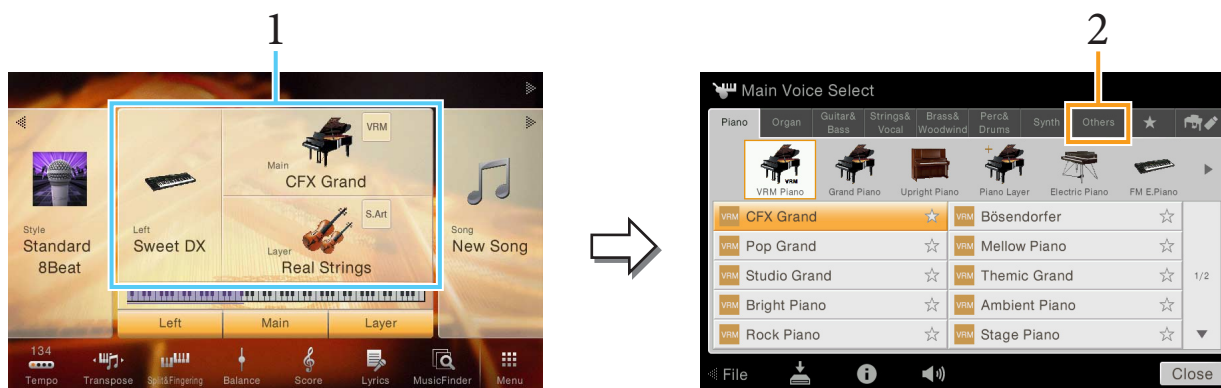 1
2
VRM
Main
CFX Grand
S.Art
Layer
Real Strings
Left
Sweet DX
Style
Standard
8Beat
Song
New Song
Left Main Layer
134
Tempo Transpose Split&Fingering Balance Score Lyrics MusicFinder Menu
Main Voice Select
Piano Organ Guitar& Bass Strings& Vocal Brass& Woodwind Perc& Drums Synth Others
VRM
VRM Piano Grand Piano Upright Piano Piano Layer Electric Piano FM E.Piano
VRM CFX Grand VRM Bösendorfer
VRM Pop Grand VRM Mellow Piano
VRM Studio Grand VRM Themic Grand 1/2
VRM Bright Piano VRM Ambient Piano
VRM Rock Piano VRM Stage Piano
File Close